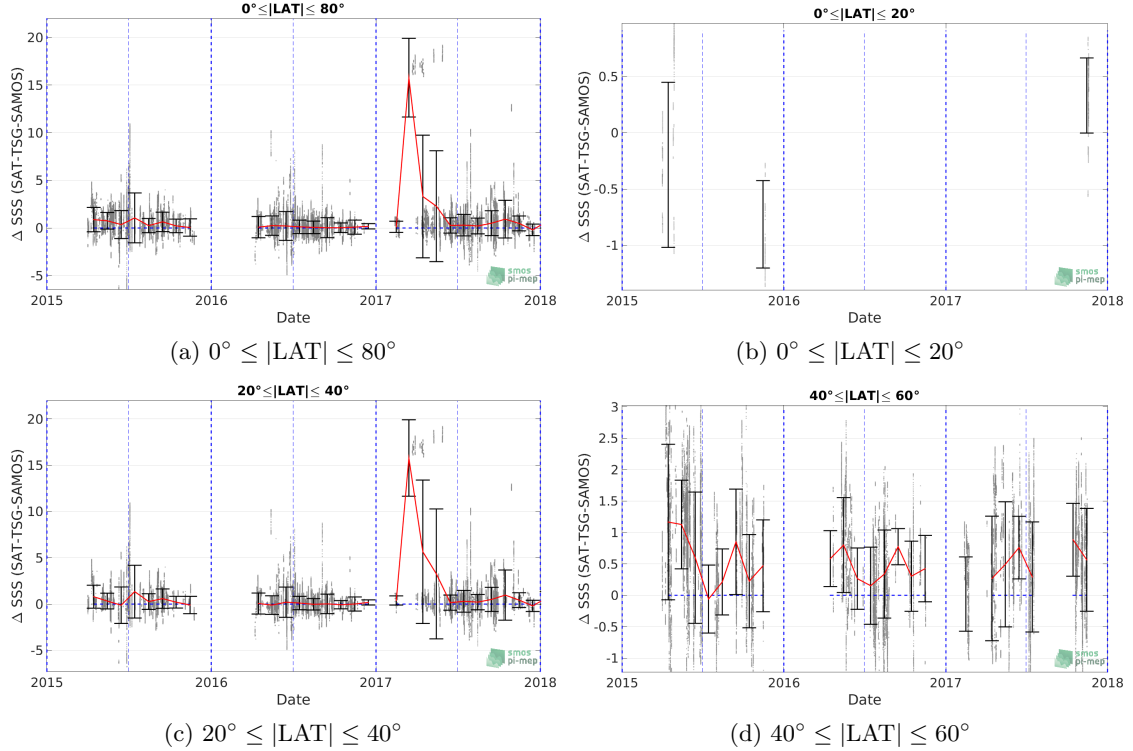 0°≤|LAT|≤ 80°
Δ SSS (SAT-TSG-SAMOS)
20
15
10
5
0
-5
2015
2016
2017
2018
Date
smos
pi-mep
(a) 0° ≤ |LAT| ≤ 80°
0°≤|LAT|≤ 20°
Δ SSS (SAT-TSG-SAMOS)
0.5
0
-0.5
-1
2015
2016
2017
2018
Date
smos
pi-mep
(b) 0° ≤ |LAT| ≤ 20°
20°≤|LAT|≤ 40°
Δ SSS (SAT-TSG-SAMOS)
20
15
10
5
0
-5
2015
2016
2017
2018
Date
smos
pi-mep
(c) 20° ≤ |LAT| ≤ 40°
40°≤|LAT|≤ 60°
Δ SSS (SAT-TSG-SAMOS)
3
2.5
2
1.5
1
0.5
0
-0.5
-1
2015
2016
2017
2018
Date
smos
pi-mep
(d) 40° ≤ |LAT| ≤ 60°